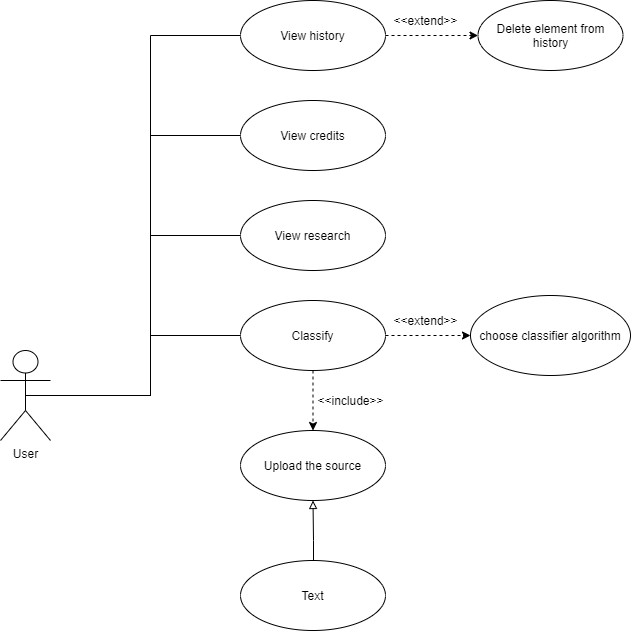 View history
<<extend>>
Delete element from
history
View credits
View research
Classify
<<extend>>
choose classifier algorithm
<<include>>
User
Upload the source
Text